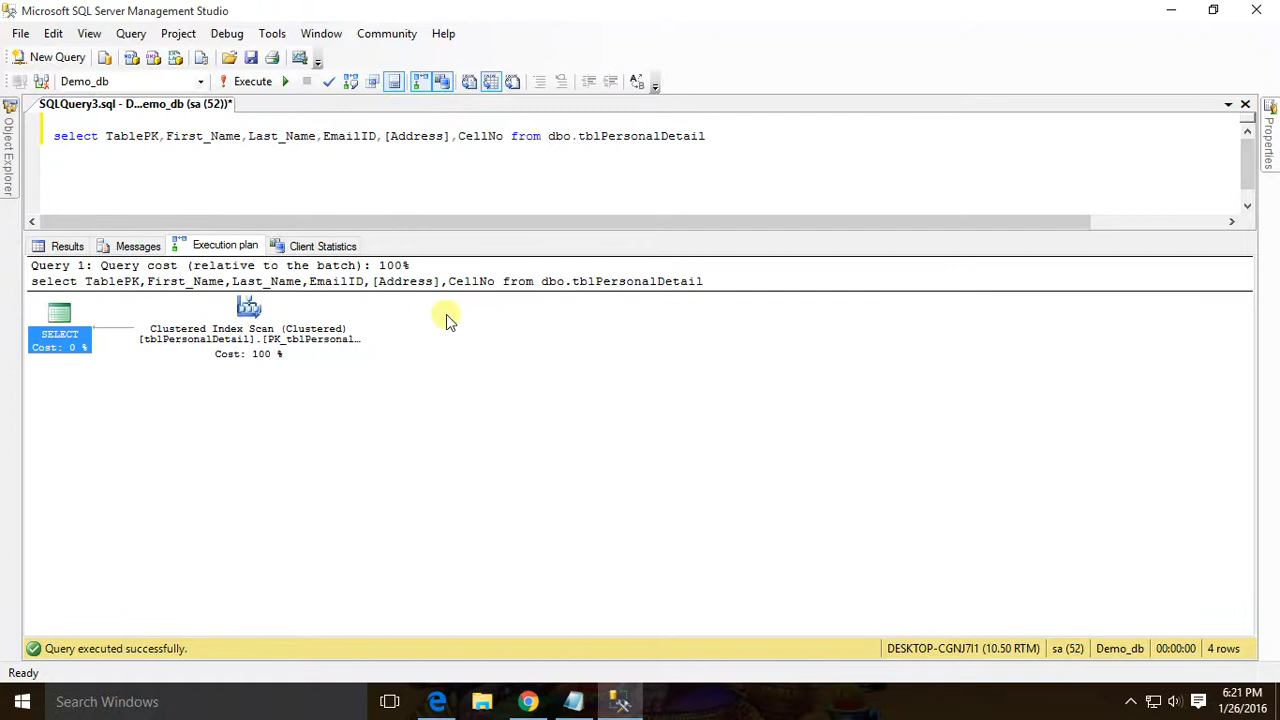 Microsoft SQL Server Management Studio
File Edit View Query Project Debug Tools Window Community Help
New Query
Demo_db Execute
SQLQuery3.sql - D...emo_db (sa (52))*
Object Explorer
Properties
select TablePK,First_Name,Last_Name,EmailID,[Address],CellNo from dbo.tblPersonalDetail
Results Messages Execution plan Client Statistics
Query 1: Query cost (relative to the batch): 100%
select TablePK,First_Name,Last_Name,EmailID,[Address],CellNo from dbo.tblPersonalDetail
SELECT
Cost: 0 %
Clustered Index Scan (Clustered)
[tblPersonalDetail].[PK_tblPersonal…
Cost: 100 %
Query executed successfully. DESKTOP-CGNJ7I1 (10.50 RTM) sa (52) Demo_db 00:00:00 4 rows
Ready
Search Windows
6:21 PM
1/26/2016